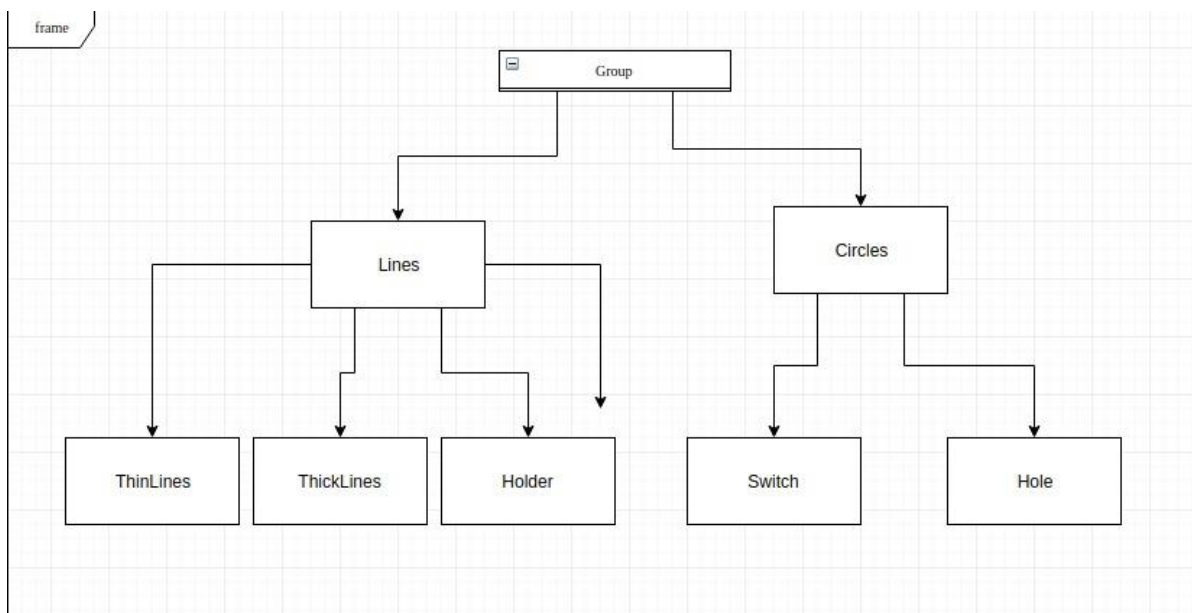 frame
Group
Lines
Circles
ThinLines
ThickLines
Holder
Switch
Hole